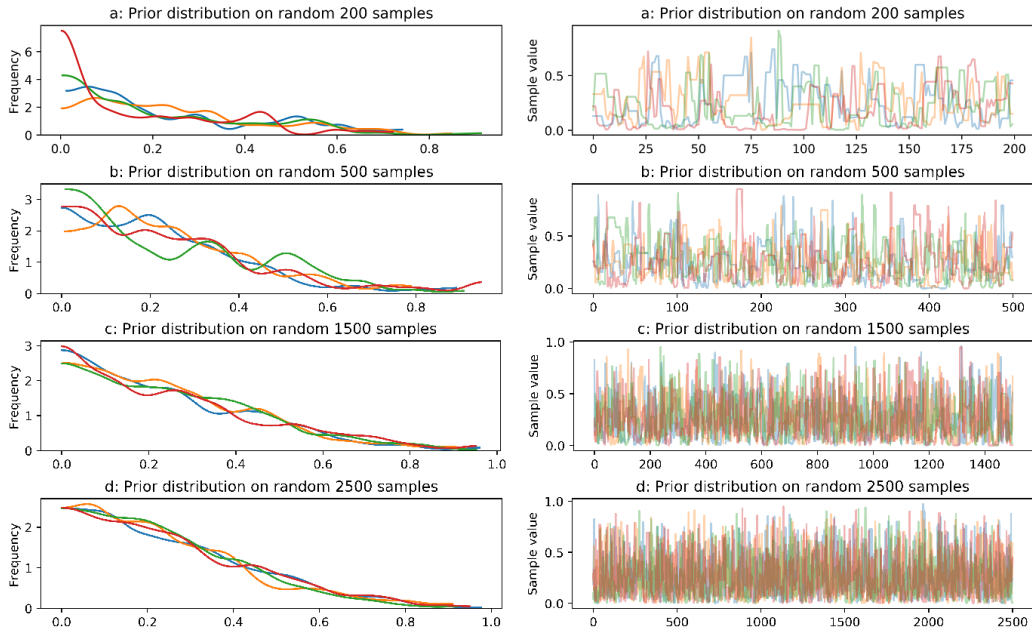 a: Prior distribution on random 200 samples
Frequency
6
4
2
0
0.0 0.2 0.4 0.6 0.8
a: Prior distribution on random 200 samples
Sample value
0.5
0.0
0 25 50 75 100 125 150 175 200
b: Prior distribution on random 500 samples
Frequency
3
2
1
0
0.0 0.2 0.4 0.6 0.8
b: Prior distribution on random 500 samples
Sample value
0.5
0.0
0 100 200 300 400 500
c: Prior distribution on random 1500 samples
Frequency
3
2
1
0
0.0 0.2 0.4 0.6 0.8 1.0
c: Prior distribution on random 1500 samples
Sample value
1.0
0.5
0.0
0 200 400 600 800 1000 1200 1400
d: Prior distribution on random 2500 samples
Frequency
2
1
0
0.0 0.2 0.4 0.6 0.8 1.0
d: Prior distribution on random 2500 samples
Sample value
1.0
0.5
0.0
0 500 1000 1500 2000 2500